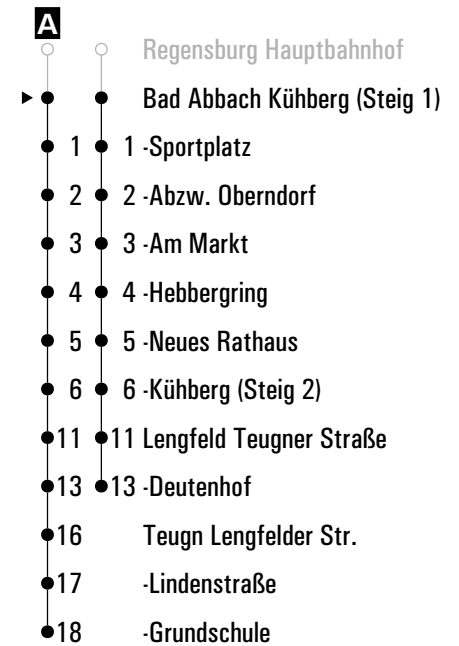 A
Regensburg Hauptbahnhof
Bad Abbach Kühberg (Steig 1)
1 1 -Sportplatz
2 2 -Abzw. Oberndorf
3 3 -Am Markt
4 4 -Hebbergring
5 5 -Neues Rathaus
6 6 -Kühberg (Steig 2)
11 11 Lengfeld Teugner Straße
13 13 -Deutenhof
16 Teugn Lengfelder Str.
17 -Lindenstraße
18 -Grundschule